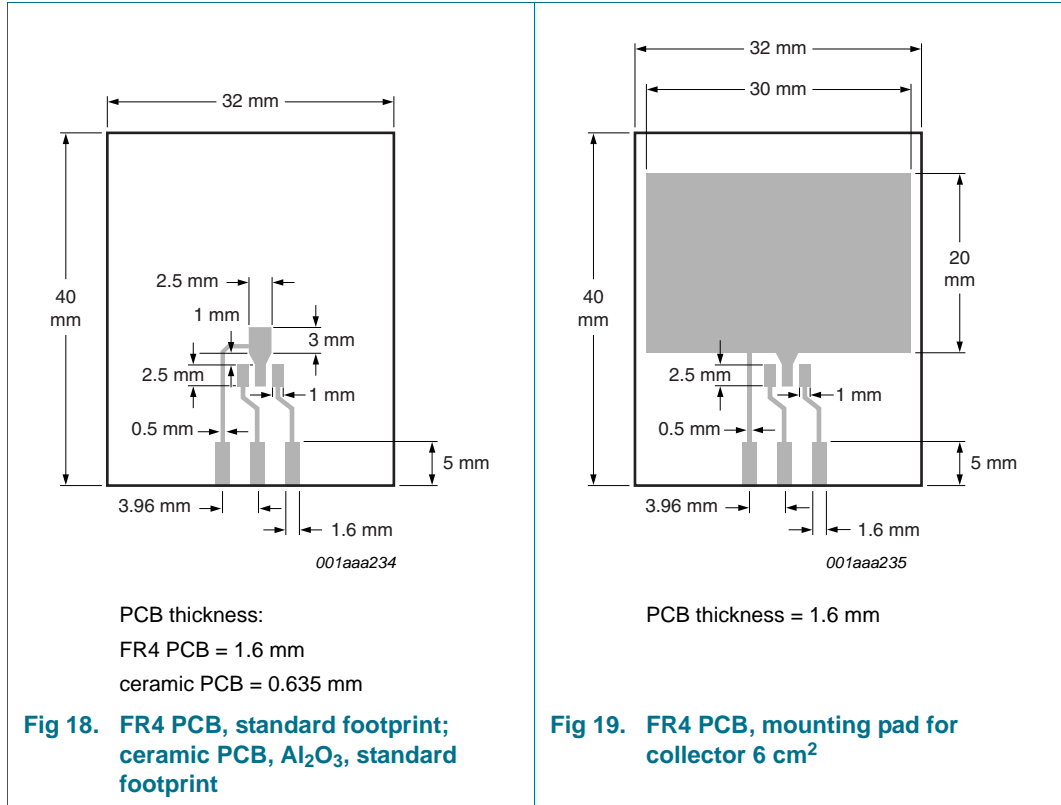 32 mm
40
mm
2.5 mm
1 mm
3 mm
2.5 mm
1 mm
0.5 mm
5 mm
3.96 mm
1.6 mm
001aaa234
PCB thickness:
FR4 PCB = 1.6 mm
ceramic PCB = 0.635 mm
Fig 18. FR4 PCB, standard footprint;
ceramic PCB, Al2O3, standard
footprint
32 mm
30 mm
40
mm
20
mm
2.5 mm
1 mm
0.5 mm
5 mm
3.96 mm
1.6 mm
001aaa235
PCB thickness = 1.6 mm
Fig 19. FR4 PCB, mounting pad for
collector 6 cm2